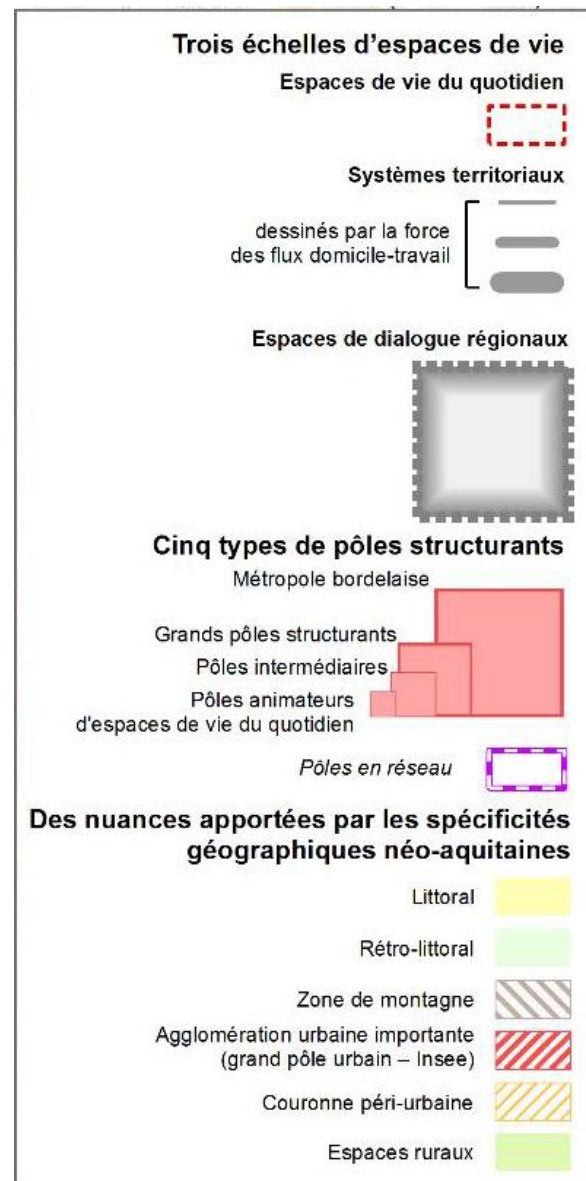 Trois échelles d'espaces de vie
Espaces de vie du quotidien
Systèmes territoriaux
dessinés par la force
des flux domicile-travail
Espaces de dialogue régionaux
Cinq types de pôles structurants
Métropole bordelaise
Grands pôles structurants
Pôles intermédiaires
Pôles animateurs
d'espaces de vie du quotidien
Pôles en réseau
Des nuances apportées par les spécificités
géographiques néo-aquitaines
Littoral
Rétro-littoral
Zone de montagne
Agglomération urbaine importante
(grand pôle urbain – Insee)
Couronne péri-urbaine
Espaces ruraux